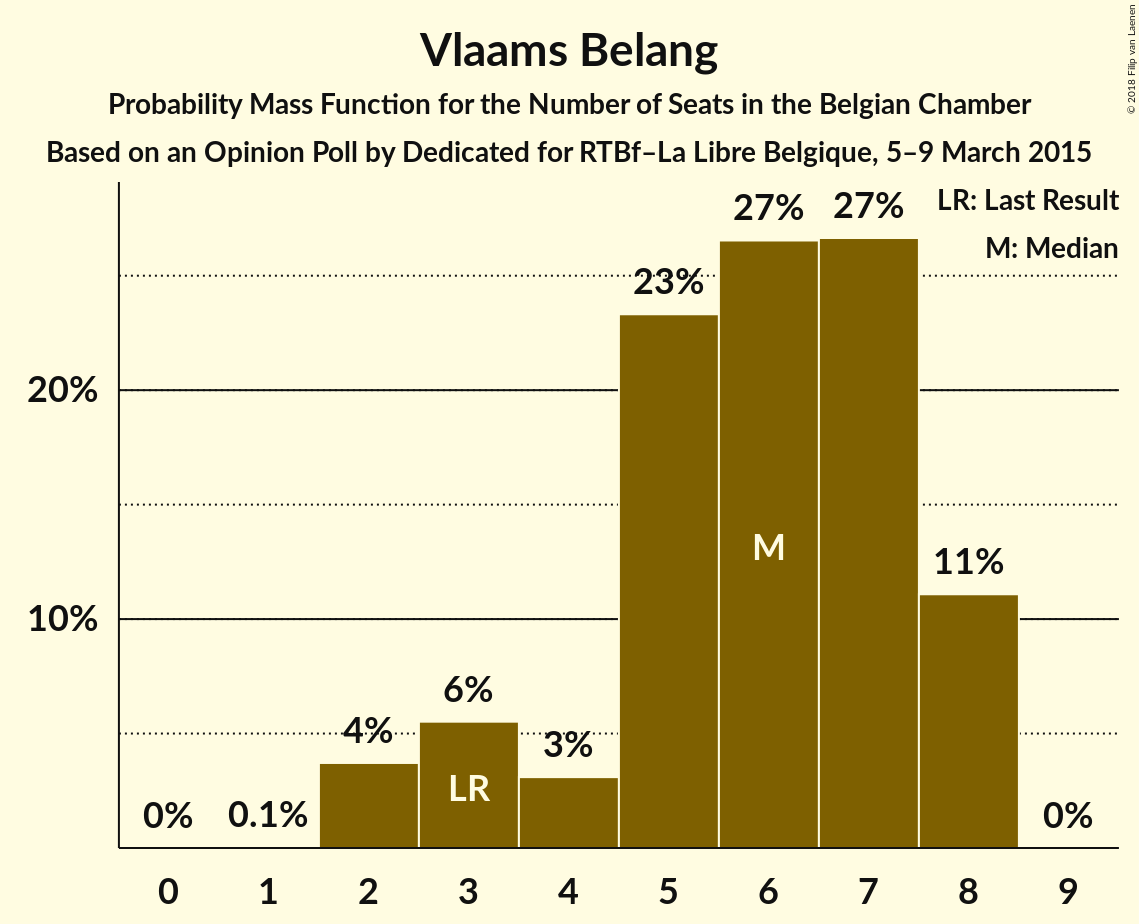 Vlaams Belang
Probability Mass Function for the Number of Seats in the Belgian Chamber
Based on an Opinion Poll by Dedicated for RTBf–La Libre Belgique, 5–9 March 2015
© 2018 Filip van Laenen
LR: Last Result
M: Median
20%
10%
0%
0.1%
4%
6%
3%
23%
27%
27%
11%
0%
LR
M
0 1 2 3 4 5 6 7 8 9